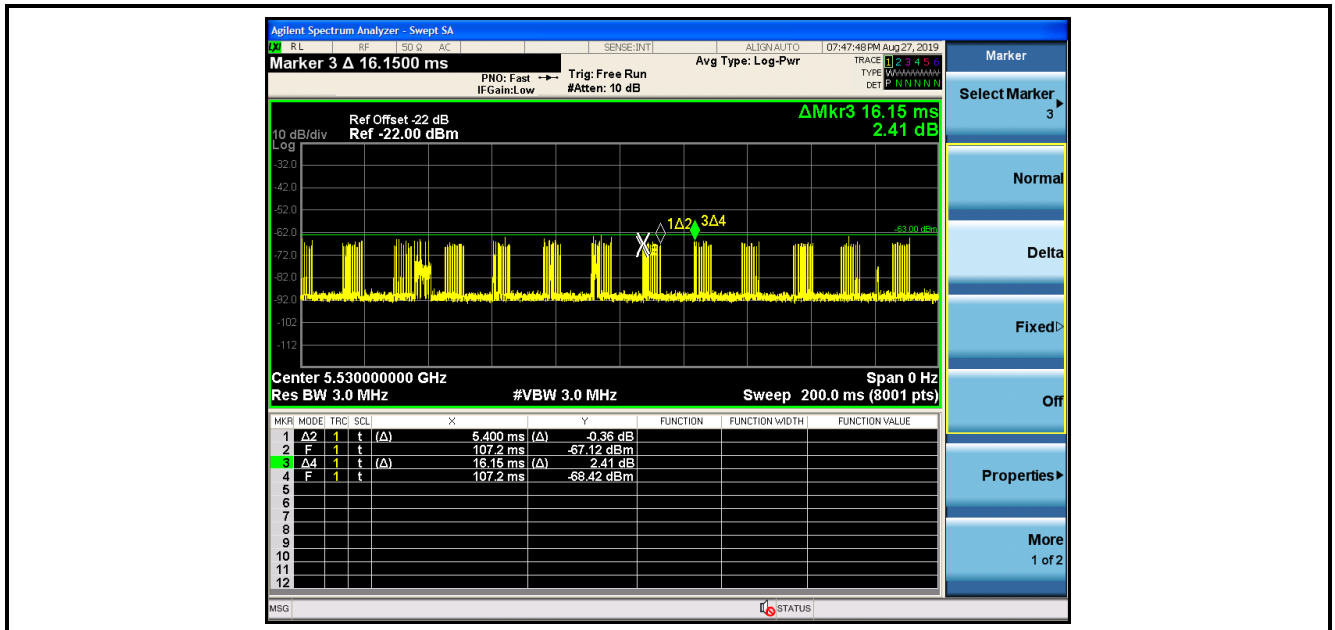 Agilent Spectrum Analyzer - Swept SA
LXI RL RF 50 Ω AC SENSE:INT ALIGNAUTO 07:47:48 PM Aug 27, 2019
Marker 3 Δ 16.1500 ms
PNO: Fast
IFGain:Low
Trig: Free Run
#Atten: 10 dB
Avg Type: Log-Pwr
TRACE 1 2 3 4 5 6
TYPE
DET P N N N N N
ΔMkr3 16.15 ms
2.41 dB
Ref Offset -22 dB
10 dB/div Ref -22.00 dBm
Log
-32.0
-42.0
-52.0
-62.0
-72.0
-82.0
-92.0
-102
-112
1Δ2
3Δ4
-63.00 dBm
Center 5.530000000 GHz Span 0 Hz
Res BW 3.0 MHz #VBW 3.0 MHz Sweep 200.0 ms (8001 pts)
MKR MODE TRC SCL X Y FUNCTION FUNCTION WIDTH FUNCTION VALUE
1 Δ2 1 t (Δ) 5.400 ms (Δ) -0.36 dB
2 F 1 t 107.2 ms -67.12 dBm
3 Δ4 1 t (Δ) 16.15 ms (Δ) 2.41 dB
4 F 1 t 107.2 ms -68.42 dBm
5
6
7
8
9
10
11
12
MSG STATUS
Marker
Select Marker
3
Normal
Delta
Fixed
Off
Properties
More
1 of 2